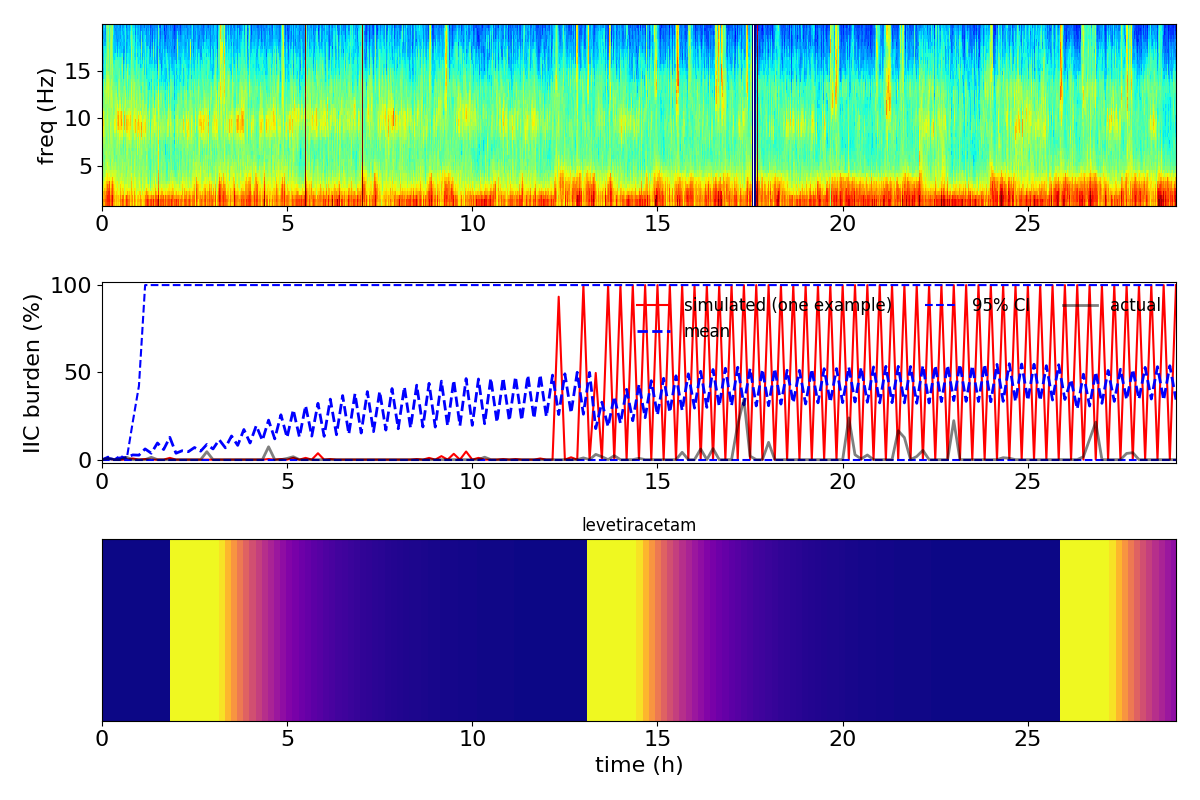 freq (Hz)
15
10
5
0 5 10 15 20 25
IIC burden (%)
100
50
0
simulated (one example) 95% CI actual
mean
0 5 10 15 20 25
levetiracetam
0 5 10 15 20 25
time (h)